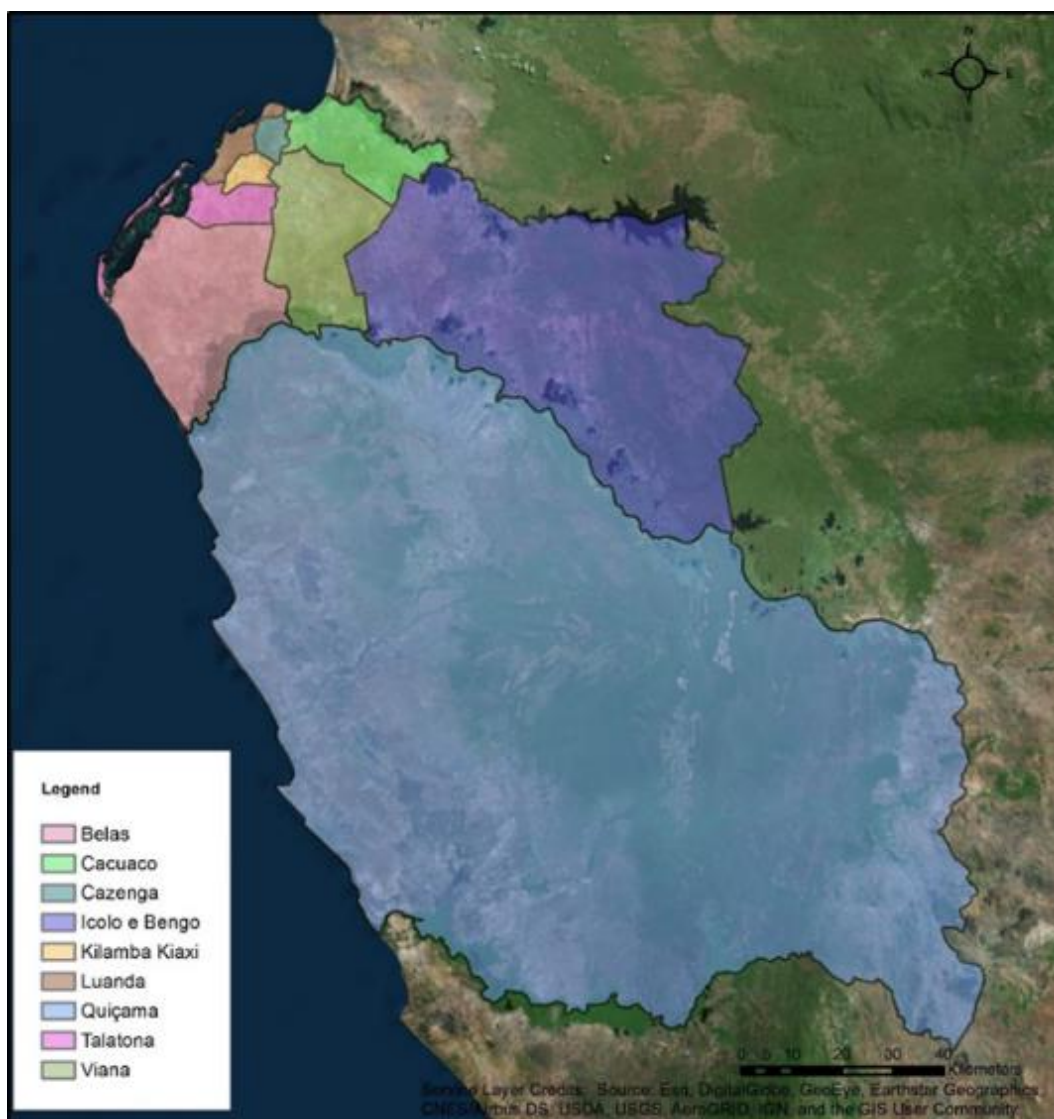 N
W E
S
Legend
Belas
Cacuaco
Cazenga
Icolo e Bengo
Kilamba Kiaxi
Luanda
Quiçama
Talatona
Viana
0 5 10 20 30 40
Kilometers
Service Layer Credits: Source: Esri, DigitalGlobe, GeoEye, Earthstar Geographics,
CNES/Airbus DS, USDA, USGS, AeroGRID, IGN, and the GIS User Community